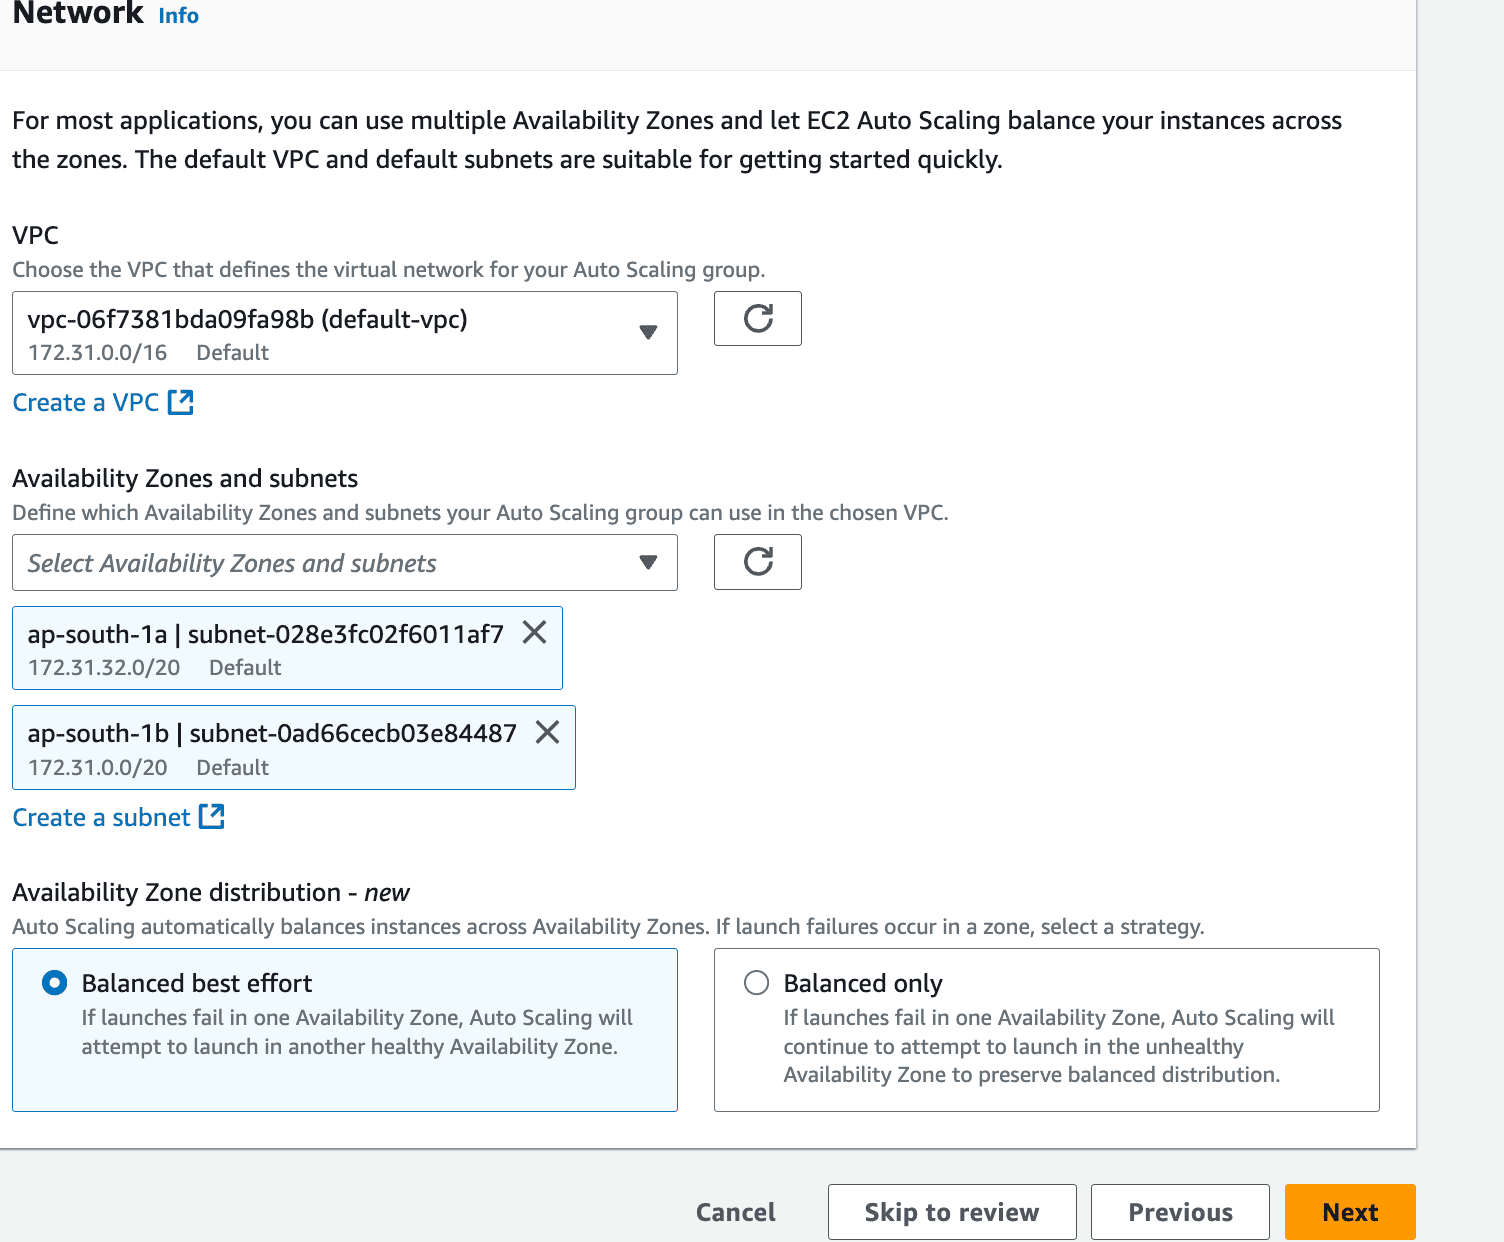 Network Info
For most applications, you can use multiple Availability Zones and let EC2 Auto Scaling balance your instances across
the zones. The default VPC and default subnets are suitable for getting started quickly.
VPC
Choose the VPC that defines the virtual network for your Auto Scaling group.
vpc-06f7381bda09fa98b (default-vpc)
172.31.0.0/16 Default
Create a VPC
Availability Zones and subnets
Define which Availability Zones and subnets your Auto Scaling group can use in the chosen VPC.
Select Availability Zones and subnets
ap-south-1a | subnet-028e3fc02f6011af7
172.31.32.0/20 Default
ap-south-1b | subnet-0ad66cecb03e84487
172.31.0.0/20 Default
Create a subnet
Availability Zone distribution - new
Auto Scaling automatically balances instances across Availability Zones. If launch failures occur in a zone, select a strategy.
Balanced best effort
If launches fail in one Availability Zone, Auto Scaling will
attempt to launch in another healthy Availability Zone.
Balanced only
If launches fail in one Availability Zone, Auto Scaling will
continue to attempt to launch in the unhealthy
Availability Zone to preserve balanced distribution.
Cancel Skip to review Previous Next